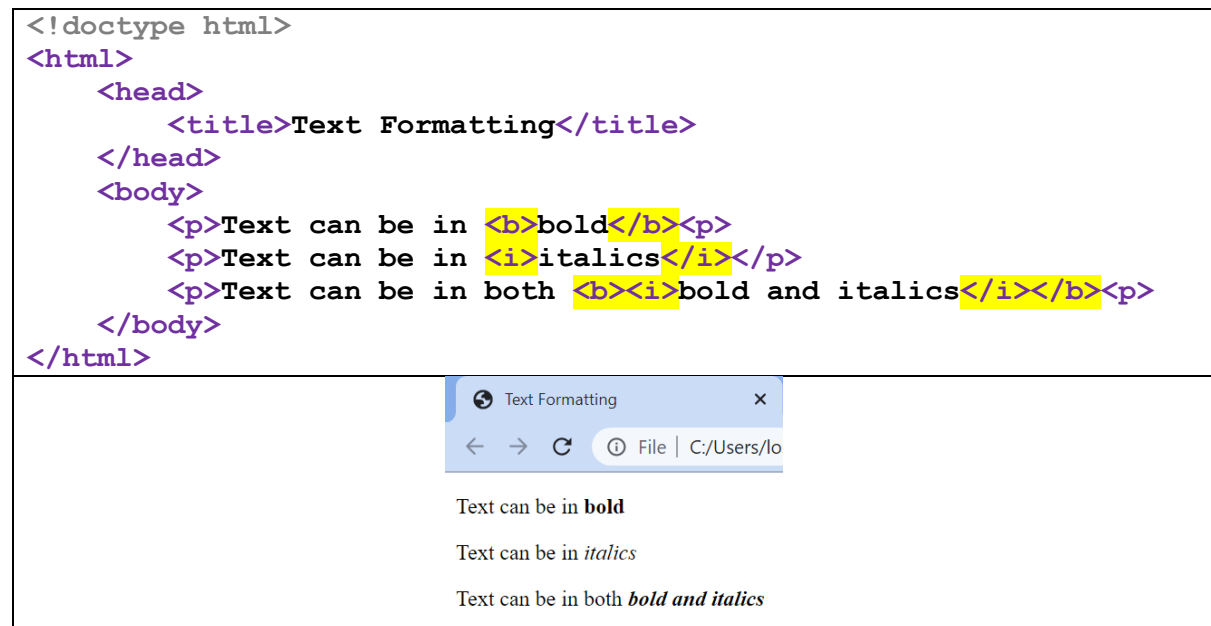 <!doctype html>
<html>
    <head>
        <title>Text Formatting</title>
    </head>
    <body>
        <p>Text can be in <b>bold</b><p>
        <p>Text can be in <i>italics</i></p>
        <p>Text can be in both <b><i>bold and italics</i></b><p>
    </body>
</html>
Text Formatting
File | C:/Users/lo
Text can be in bold
Text can be in italics
Text can be in both bold and italics